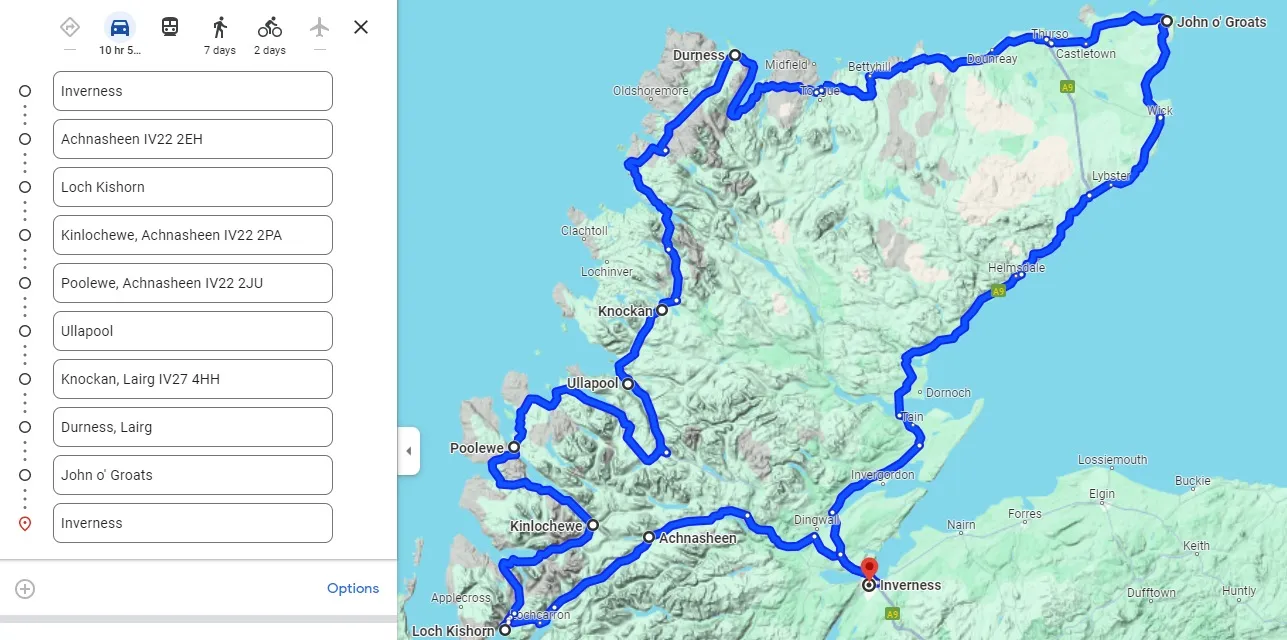 10 hr 5...
7 days
2 days
Inverness
Achnasheen IV22 2EH
Loch Kishorn
Kinlochewe, Achnasheen IV22 2PA
Poolewe, Achnasheen IV22 2JU
Ullapool
Knockan, Lairg IV27 4HH
Durness, Lairg
John o' Groats
Inverness
Options
John o' Groats
Thurso
Castletown
Durness
Midfield
Bettyhill
Dounreay
Oldshoremore
Tongue
A9
Wick
Lybster
Clachtoll
Lochinver
Helmsdale
A9
Knockan
Ullapool
Dornoch
Tain
Poolewe
Invergordon
Lossiemouth
Buckie
Elgin
Kinlochewe
Achnasheen
Dingwall
Forres
Nairn
Keith
Inverness
Applecross
Lochcarron
Dufftown
Huntly
A9
Loch Kishorn